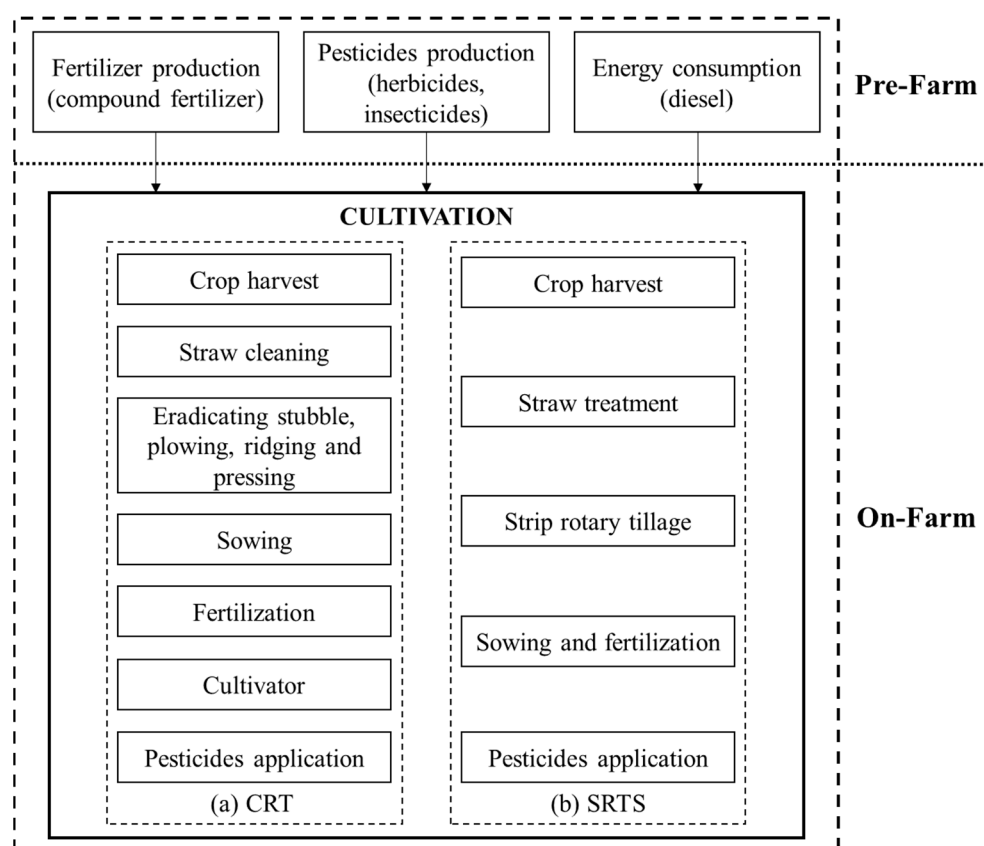 Fertilizer production
(compound fertilizer)
Pesticides production
(herbicides,
insecticides)
Energy consumption
(diesel)
Pre-Farm
CULTIVATION
Crop harvest
Straw cleaning
Eradicating stubble,
plowing, ridging and
pressing
Sowing
Fertilization
Cultivator
Pesticides application
(a) CRT
Crop harvest
Straw treatment
Strip rotary tillage
Sowing and fertilization
Pesticides application
(b) SRTS
On-Farm